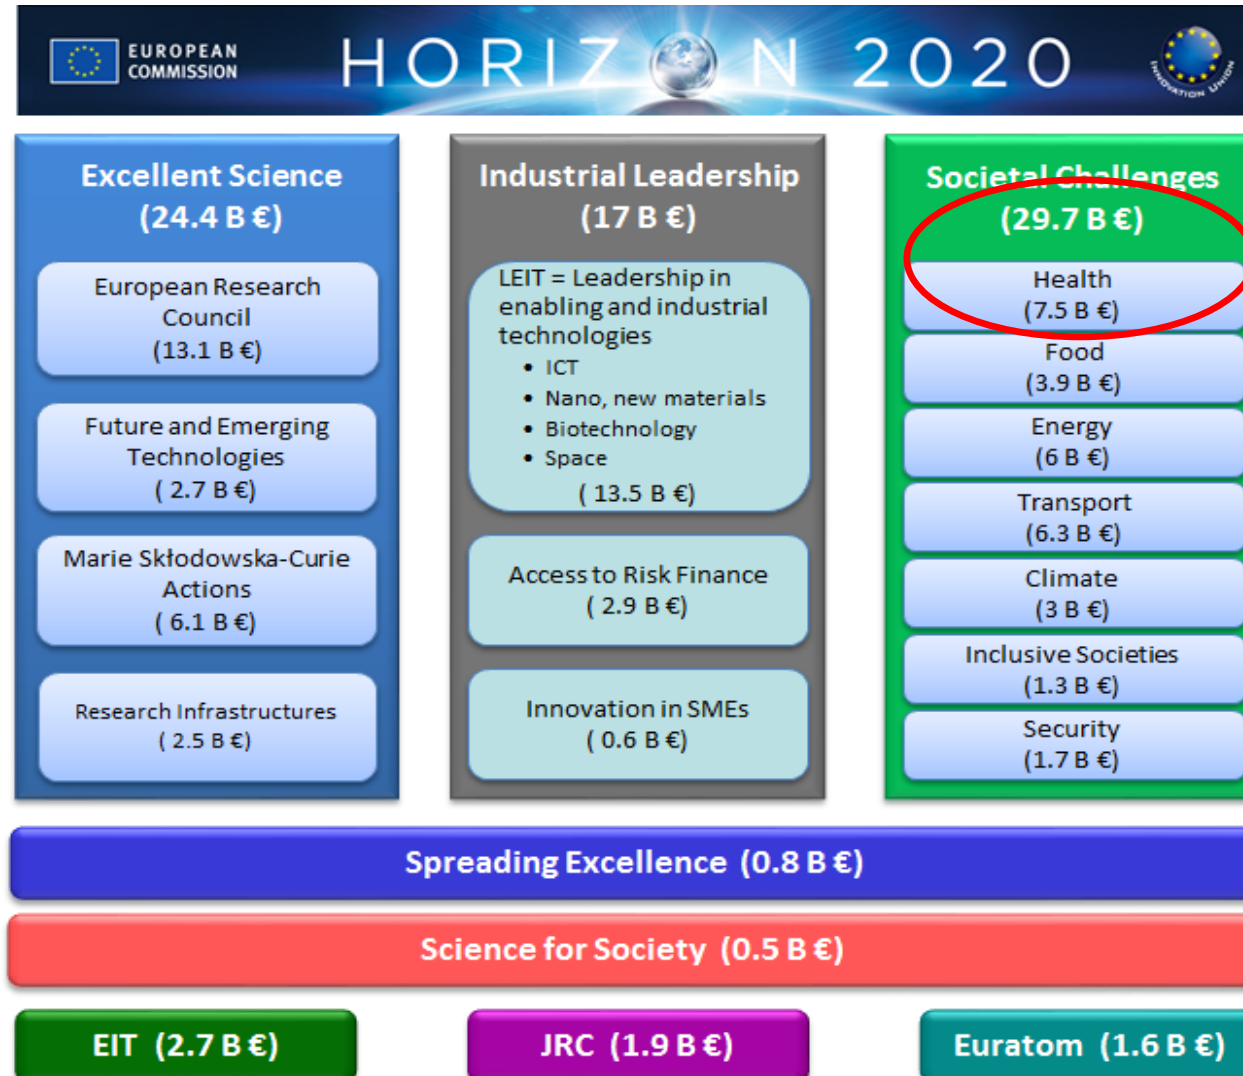 EUROPEAN
COMMISSION
HORIZON 2020
INNOVATION UNION
Excellent Science
(24.4 B €)
European Research
Council
(13.1 B €)
Future and Emerging
Technologies
( 2.7 B €)
Marie Skłodowska-Curie
Actions
( 6.1 B €)
Research Infrastructures
( 2.5 B €)
Industrial Leadership
(17 B €)
LEIT = Leadership in
enabling and industrial
technologies
• ICT
• Nano, new materials
• Biotechnology
• Space
( 13.5 B €)
Access to Risk Finance
( 2.9 B €)
Innovation in SMEs
( 0.6 B €)
Societal Challenges
(29.7 B €)
Health
(7.5 B €)
Food
(3.9 B €)
Energy
(6 B €)
Transport
(6.3 B €)
Climate
(3 B €)
Inclusive Societies
(1.3 B €)
Security
(1.7 B €)
Spreading Excellence (0.8 B €)
Science for Society (0.5 B €)
EIT (2.7 B €)
JRC (1.9 B €)
Euratom (1.6 B €)